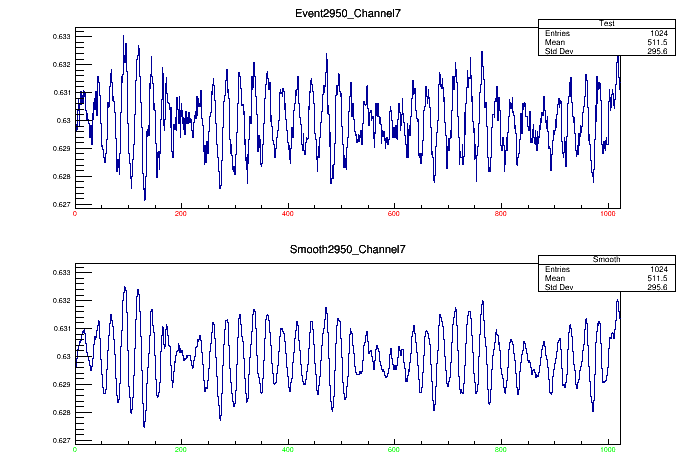 Event2950_Channel7
Test
Entries 1024
Mean 511.5
Std Dev 295.6
0.633
0.632
0.631
0.63
0.629
0.628
0.627
0 200 400 600 800 1000
Smooth2950_Channel7
Smooth
Entries 1024
Mean 511.5
Std Dev 295.6
0.633
0.632
0.631
0.63
0.629
0.628
0.627
0 200 400 600 800 1000